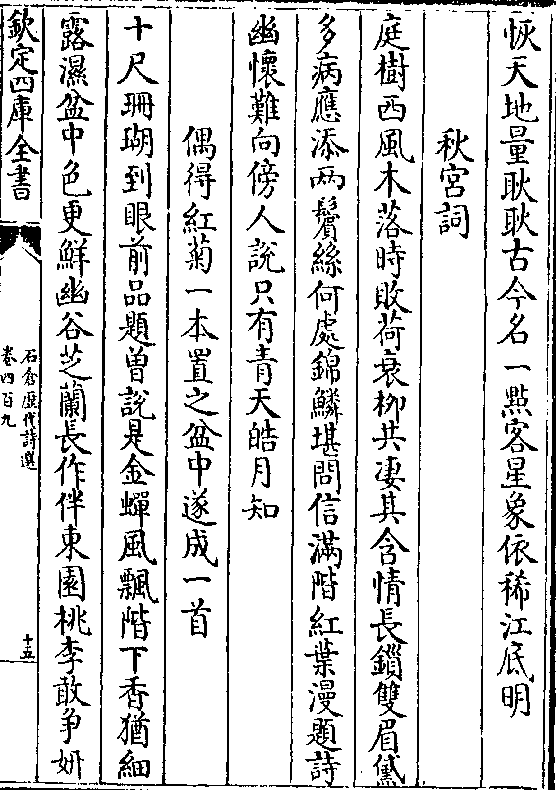 恢天地量耿耿古今名一點客星象依稀江底明
秋宮詞
庭樹西風木落時敗荷衰柳共凄其含情長鎖雙眉黛
多病應添兩鬢絲何處錦鱗堪問信滿階紅葉漫題詩
幽懷難向傍人說只有青天皓月知
偶得紅菊一本置之盆中遂成一首
十尺珊瑚到眼前品題曽說是金蟬風飄階下香猶細
露濕盆中色更鮮幽谷芝蘭長作伴東園桃李敢爭妍
欽定四庫全書
石倉歷代詩選
卷四百九
十五